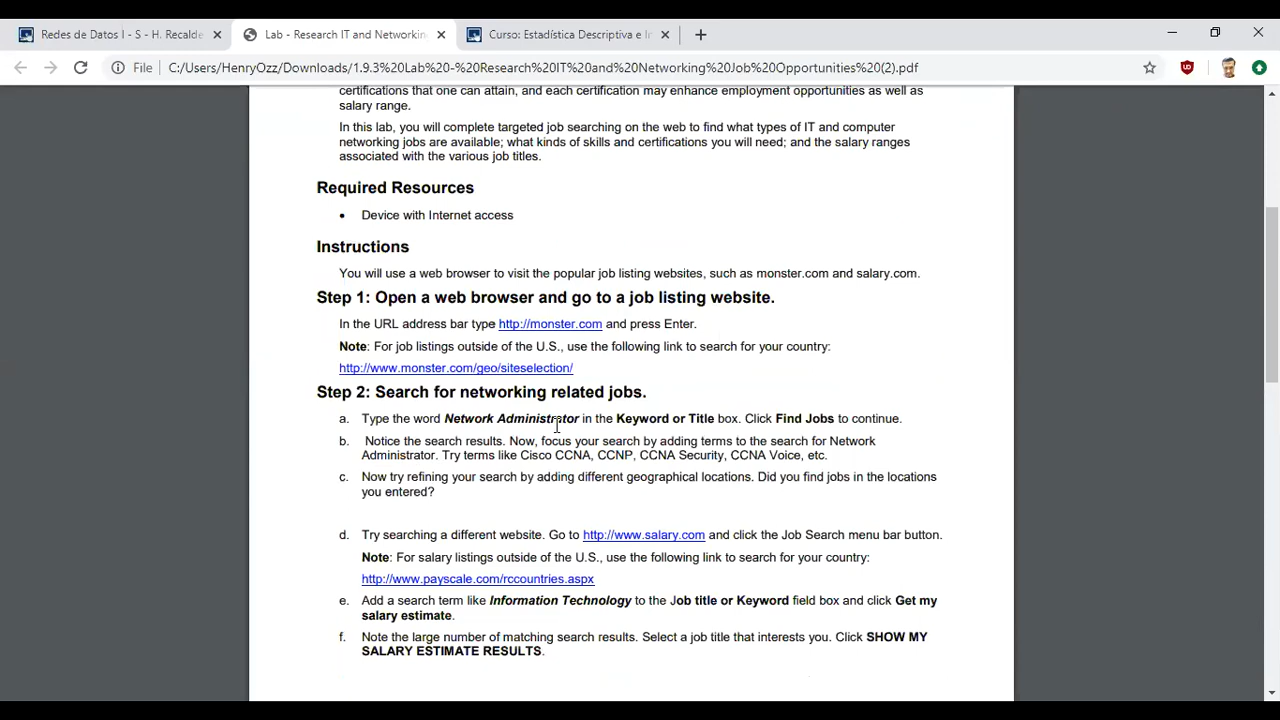 Redes de Datos I - S - H. Recalde
Lab - Research IT and Networking
Curso: Estadística Descriptiva e In
File
C:/Users/HenryOzz/Downloads/1.9.3%20Lab%20-%20Research%20IT%20and%20Networking%20Job%20Opportunities%20(2).pdf
certifications that one can attain, and each certification may enhance employment opportunities as well as
salary range.
In this lab, you will complete targeted job searching on the web to find what types of IT and computer
networking jobs are available; what kinds of skills and certifications you will need; and the salary ranges
associated with the various job titles.
Required Resources
• Device with Internet access
Instructions
You will use a web browser to visit the popular job listing websites, such as monster.com and salary.com.
Step 1: Open a web browser and go to a job listing website.
In the URL address bar type http://monster.com and press Enter.
Note: For job listings outside of the U.S., use the following link to search for your country:
http://www.monster.com/geo/siteselection/
Step 2: Search for networking related jobs.
a. Type the word Network Administrator in the Keyword or Title box. Click Find Jobs to continue.
b. Notice the search results. Now, focus your search by adding terms to the search for Network
Administrator. Try terms like Cisco CCNA, CCNP, CCNA Security, CCNA Voice, etc.
c. Now try refining your search by adding different geographical locations. Did you find jobs in the locations
you entered?
d. Try searching a different website. Go to http://www.salary.com and click the Job Search menu bar button.
Note: For salary listings outside of the U.S., use the following link to search for your country:
http://www.payscale.com/rccountries.aspx
e. Add a search term like Information Technology to the Job title or Keyword field box and click Get my
salary estimate.
f. Note the large number of matching search results. Select a job title that interests you. Click SHOW MY
SALARY ESTIMATE RESULTS.